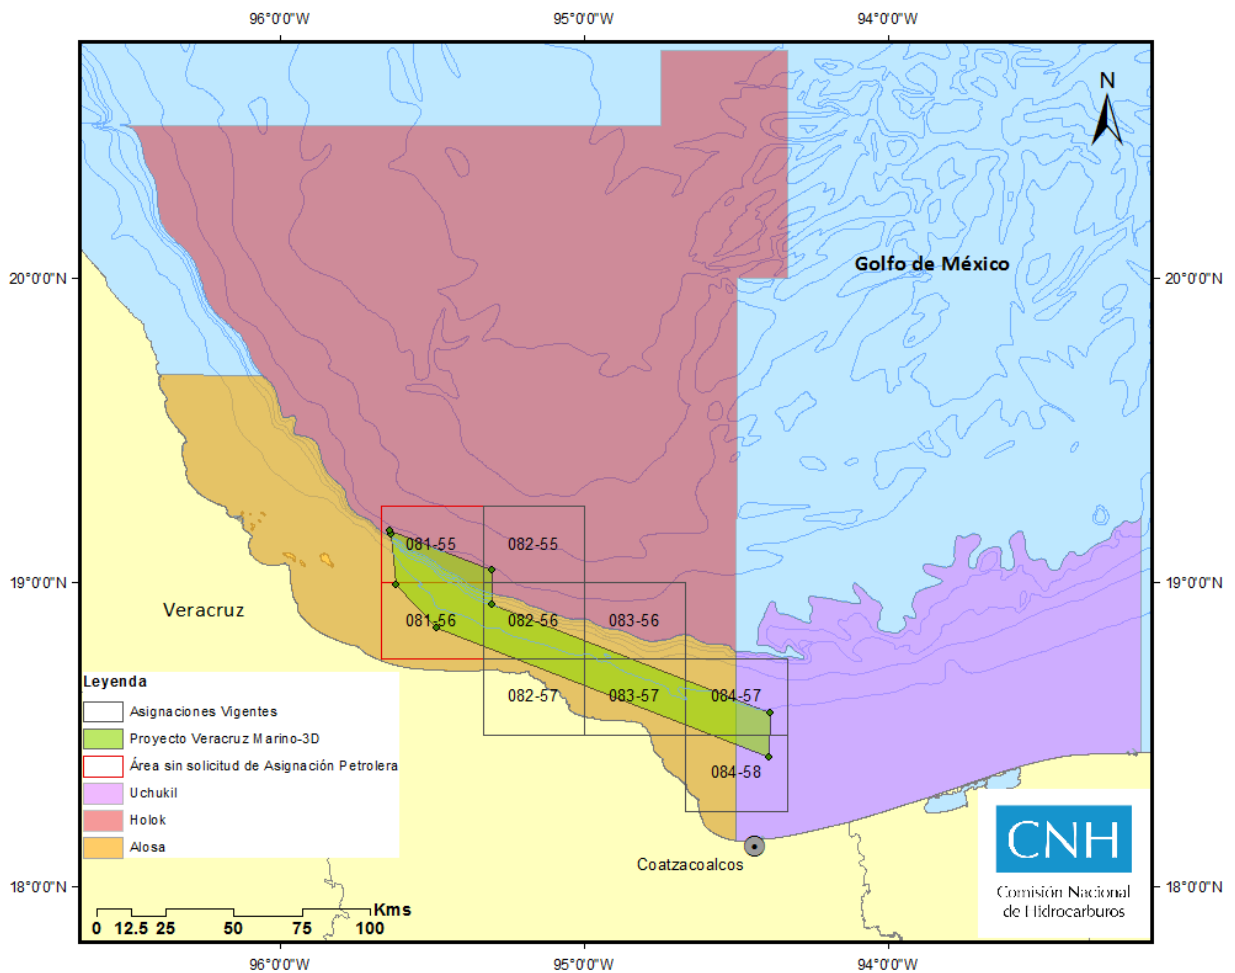 96°0'0"W 95°0'0"W 94°0'0"W
N
Golfo de México
20°0'0"N 20°0'0"N
081-55 082-55
19°0'0"N 19°0'0"N
Veracruz
081-56 082-56 083-56
Leyenda
082-57 083-57 084-57
Asignaciones Vigentes
Proyecto Veracruz Marino-3D
Área sin solicitud de Asignación Petrolera
084-58
Uchukil
Holok
Alosa
CNH
Coatzacoalcos
Comisión Nacional
de Hidrocarburos
18°0'0"N 18°0'0"N
Kms
0 12.5 25 50 75 100
96°0'0"W 95°0'0"W 94°0'0"W